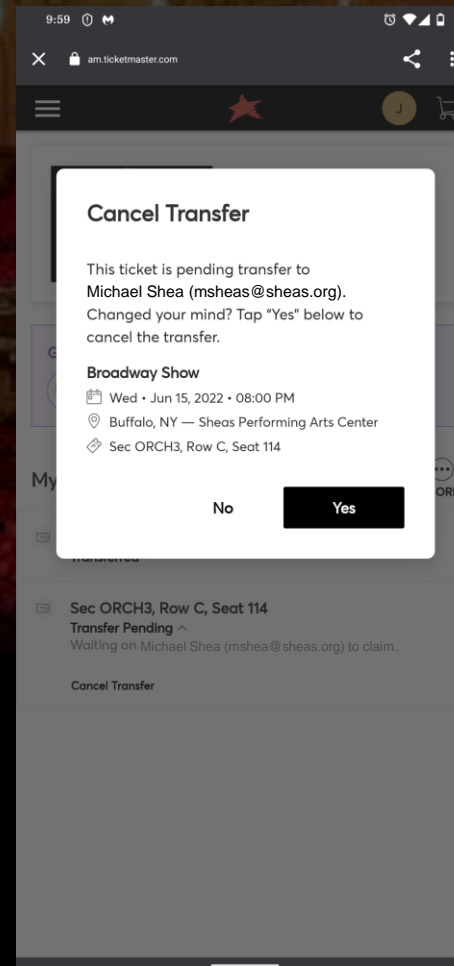 9:59
am.ticketmaster.com
J
Cancel Transfer
This ticket is pending transfer to
Michael Shea (msheas@sheas.org).
Changed your mind? Tap "Yes" below to
cancel the transfer.
Broadway Show
Wed • Jun 15, 2022 • 08:00 PM
Buffalo, NY — Sheas Performing Arts Center
Sec ORCH3, Row C, Seat 114
No
Yes
G
My
OR
Transferred
Sec ORCH3, Row C, Seat 114
Transfer Pending
Waiting on Michael Shea (mshea@sheas.org) to claim.
Cancel Transfer